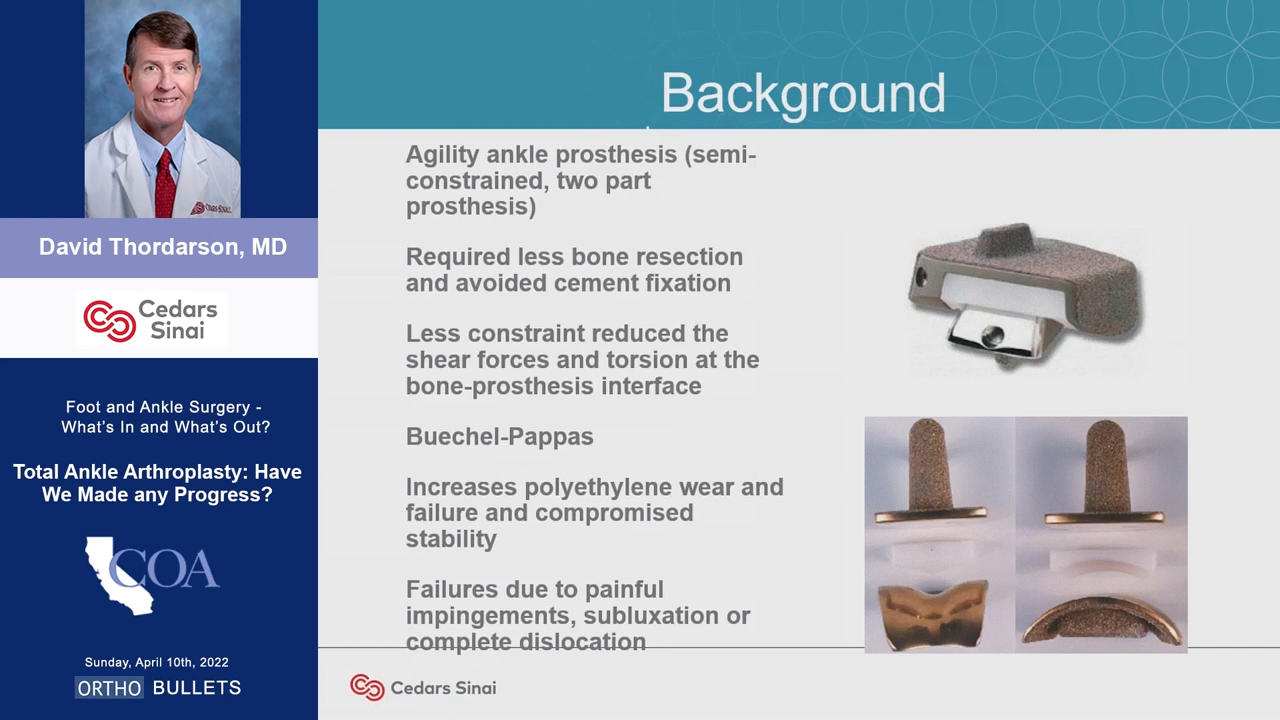 David Thordarson, MD
Cedars
Sinai
Foot and Ankle Surgery -
What's In and What's Out?
Total Ankle Arthroplasty: Have
We Made any Progress?
COA
Sunday, April 10th, 2022
ORTHO BULLETS
Background
Agility ankle prosthesis (semi-
constrained, two part
prosthesis)
Required less bone resection
and avoided cement fixation
Less constraint reduced the
shear forces and torsion at the
bone-prosthesis interface
Buechel-Pappas
Increases polyethylene wear and
failure and compromised
stability
Failures due to painful
impingements, subluxation or
complete dislocation
Cedars Sinai